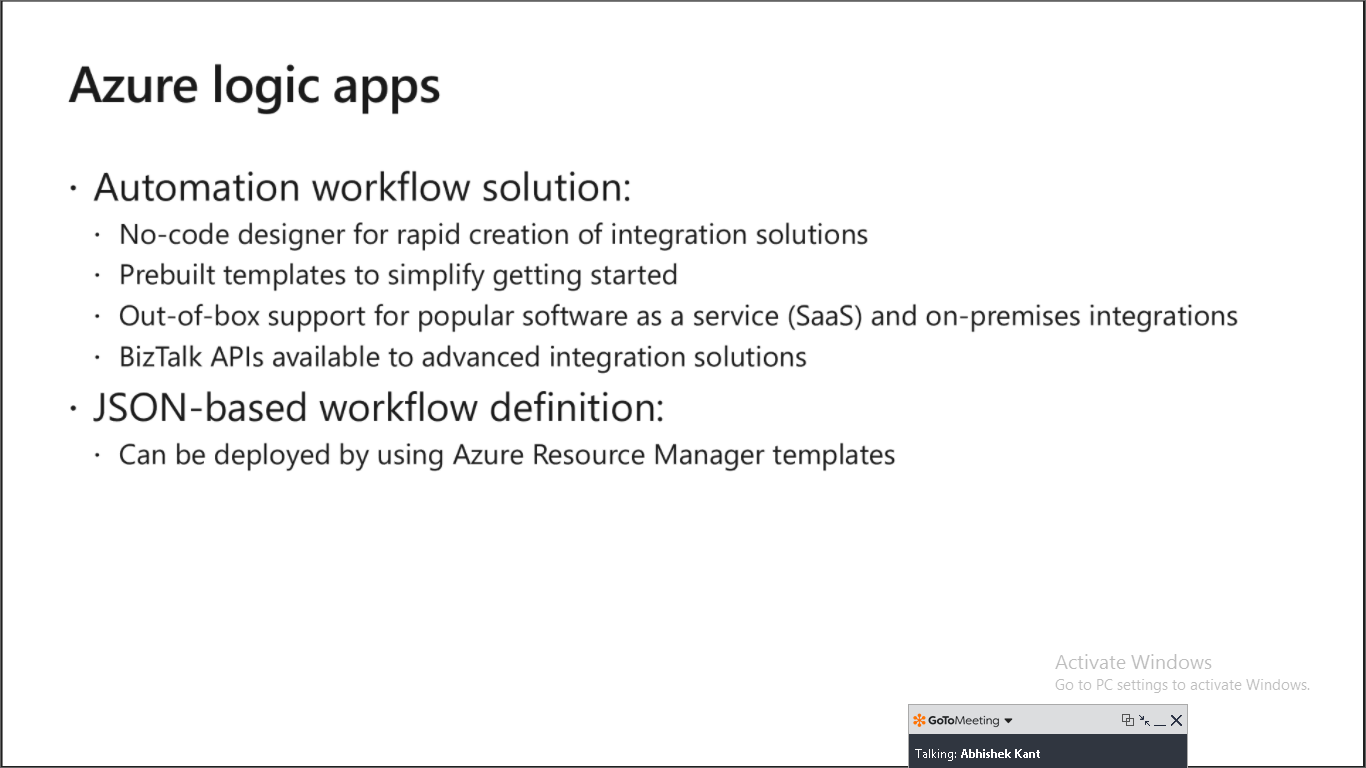 Azure logic apps
· Automation workflow solution:
· No-code designer for rapid creation of integration solutions
· Prebuilt templates to simplify getting started
· Out-of-box support for popular software as a service (SaaS) and on-premises integrations
· BizTalk APIs available to advanced integration solutions
· JSON-based workflow definition:
· Can be deployed by using Azure Resource Manager templates
Activate Windows
Go to PC settings to activate Windows.
GoToMeeting
Talking: Abhishek Kant